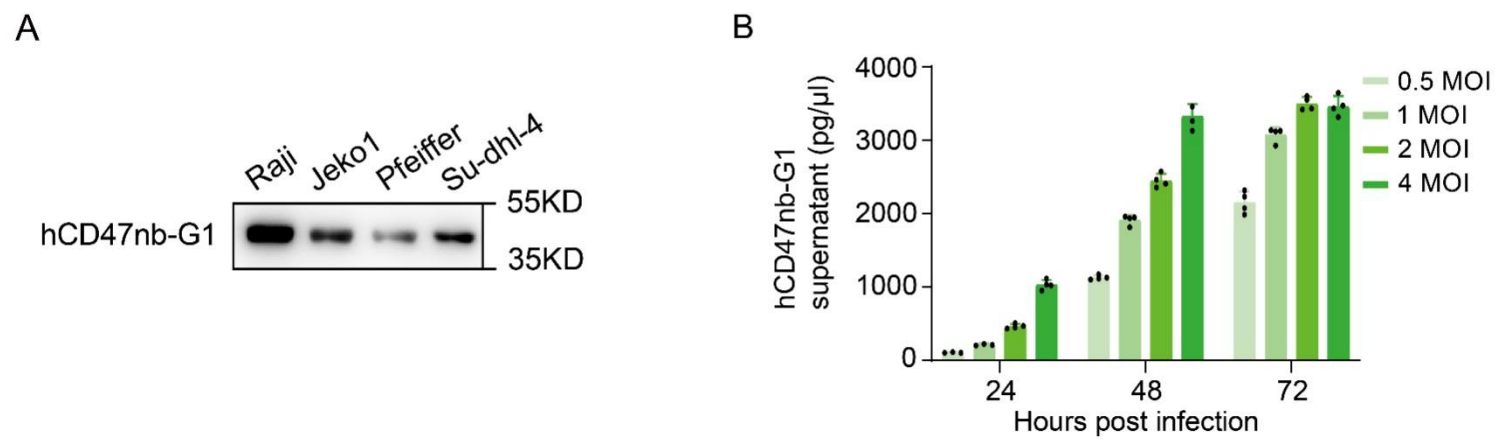 A
Raji Jeko1 Pfeiffer Su-dhl-4
hCD47nb-G1
55KD
35KD
B
hCD47nb-G1
supernatant (pg/µl)
4000
3000
2000
1000
0
24 48 72
Hours post infection
0.5 MOI
1 MOI
2 MOI
4 MOI